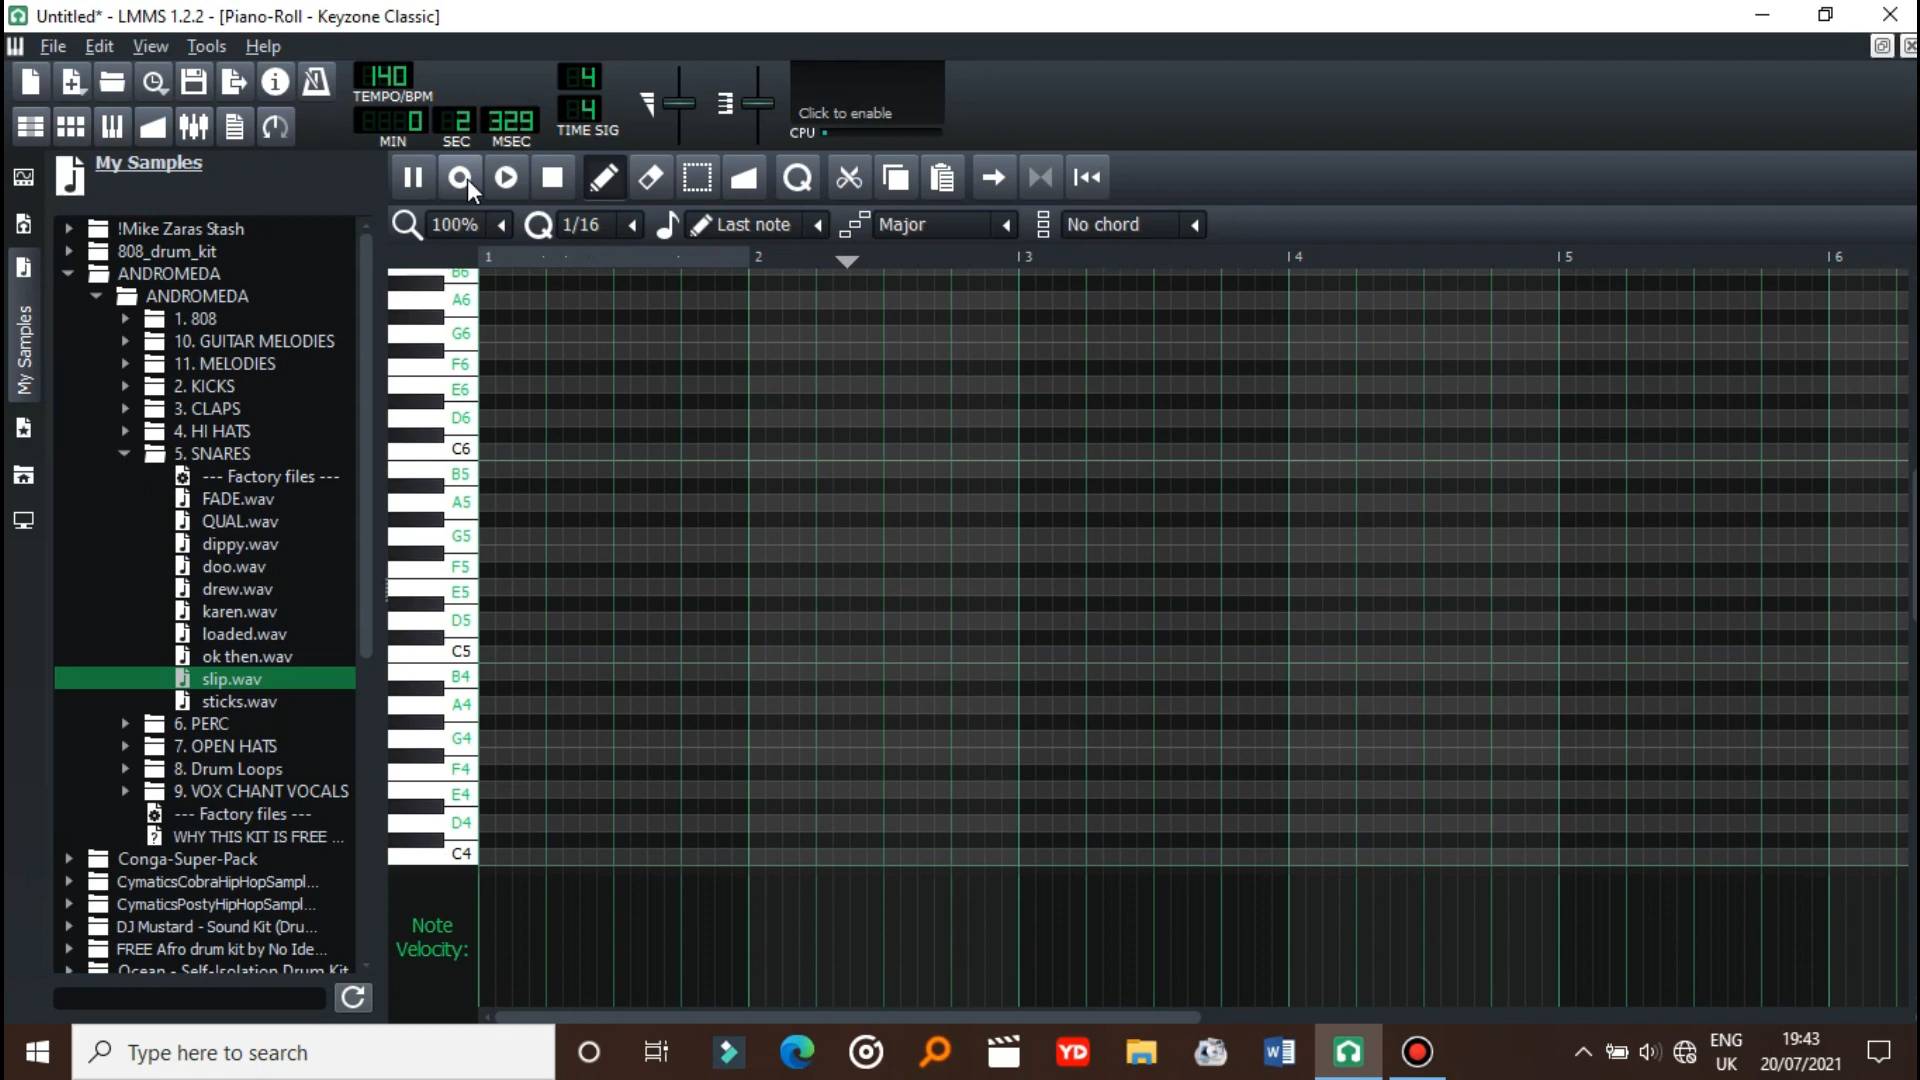 Untitled* - LMMS 1.2.2 - [Piano-Roll - Keyzone Classic]
File Edit View Tools Help
140
TEMPO/BPM
0 2 329
MIN SEC MSEC
4
4
TIME SIG
Click to enable
CPU
My Samples
My Samples
!Mike Zaras Stash
808_drum_kit
ANDROMEDA
ANDROMEDA
1. 808
10. GUITAR MELODIES
11. MELODIES
2. KICKS
3. CLAPS
4. HI HATS
5. SNARES
--- Factory files ---
FADE.wav
QUAL.wav
dippy.wav
doo.wav
drew.wav
karen.wav
loaded.wav
ok then.wav
slip.wav
sticks.wav
6. PERC
7. OPEN HATS
8. Drum Loops
9. VOX CHANT VOCALS
--- Factory files ---
WHY THIS KIT IS FREE ...
Conga-Super-Pack
CymaticsCobraHipHopSampl...
CymaticsPostyHipHopSampl...
DJ Mustard - Sound Kit (Dru...
FREE Afro drum kit by No Ide...
Ocean - Self-Isolation Drum Kit
100% Q 1/16 Last note Major No chord
1 2 3 4 5 6
B6
A6
G6
F6
E6
D6
C6
B5
A5
G5
F5
E5
D5
C5
B4
A4
G4
F4
E4
D4
C4
Note
Velocity:
Type here to search
YD
W
ENG
UK
19:43
20/07/2021